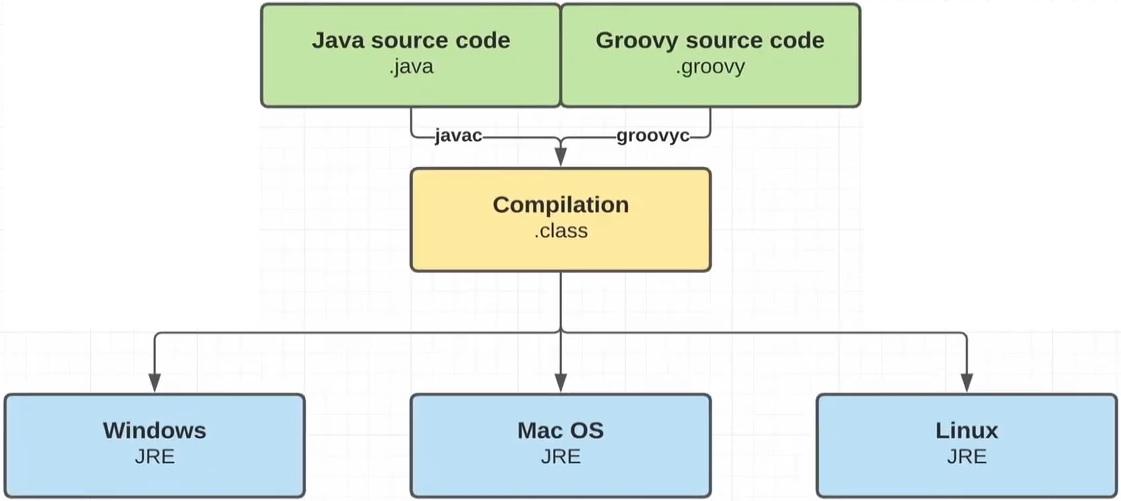 Java source code
.java
Groovy source code
.groovy
javac
groovyc
Compilation
.class
Windows
JRE
Mac OS
JRE
Linux
JRE